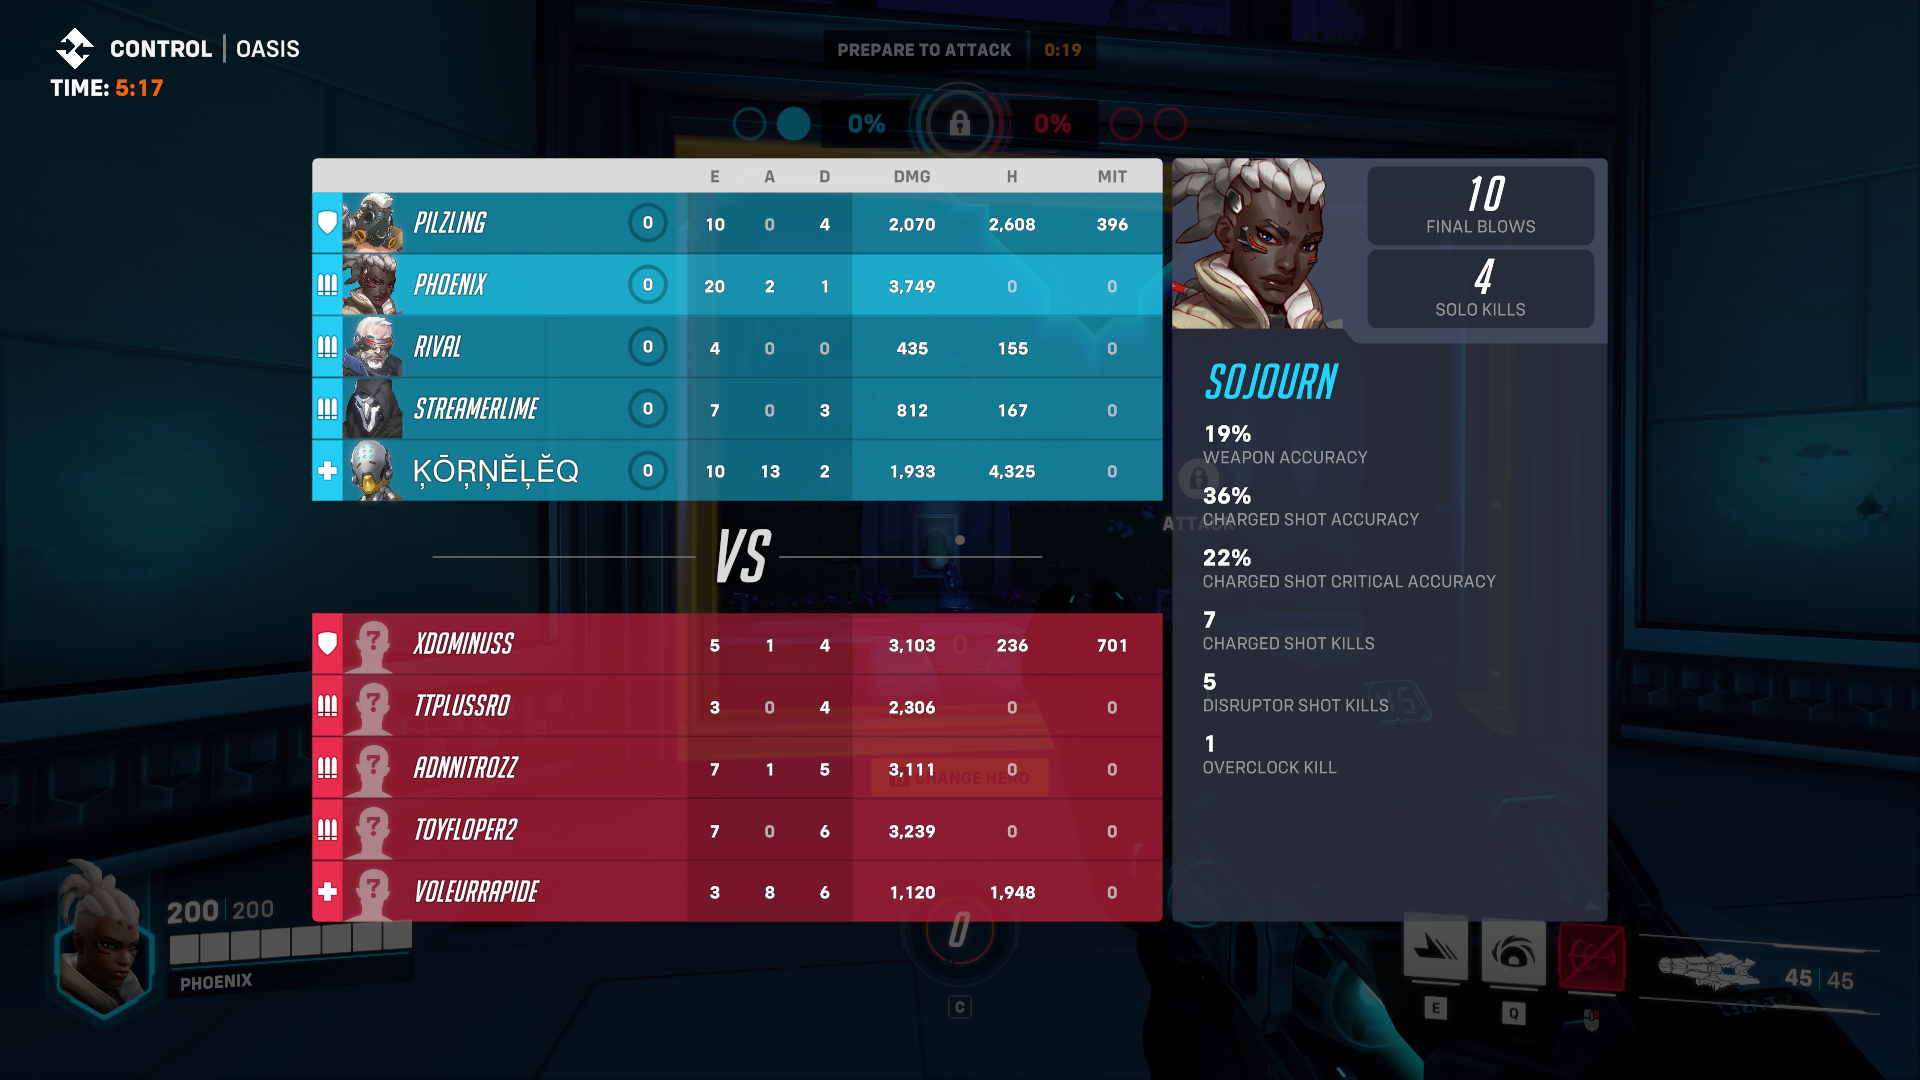 CONTROL | OASIS
TIME: 5:17
PREPARE TO ATTACK 0:19
0% 0%
E A D DMG H MIT
PILZLING 0 10 0 4 2,070 2,608 396
PHOENIX 0 20 2 1 3,749 0 0
RIVAL 0 4 0 0 435 155 0
STREAMERLIME 0 7 0 3 812 167 0
ĶŌŖŅĔĻĔQ 0 10 13 2 1,933 4,325 0
VS
XDOMINUSS 5 1 4 3,103 236 701
TTPLUSSRO 3 0 4 2,306 0 0
ADNNITROZZ 7 1 5 3,111 0 0
TOYFLOPER2 7 0 6 3,239 0 0
VOLEURRAPIDE 3 8 6 1,120 1,948 0
10
FINAL BLOWS
4
SOLO KILLS
SOJOURN
19%
WEAPON ACCURACY
36%
CHARGED SHOT ACCURACY
22%
CHARGED SHOT CRITICAL ACCURACY
7
CHARGED SHOT KILLS
5
DISRUPTOR SHOT KILLS
1
OVERCLOCK KILL
ATTACK
CHANGE HERO
200 | 200
PHOENIX
0
C
E
Q
45 | 45